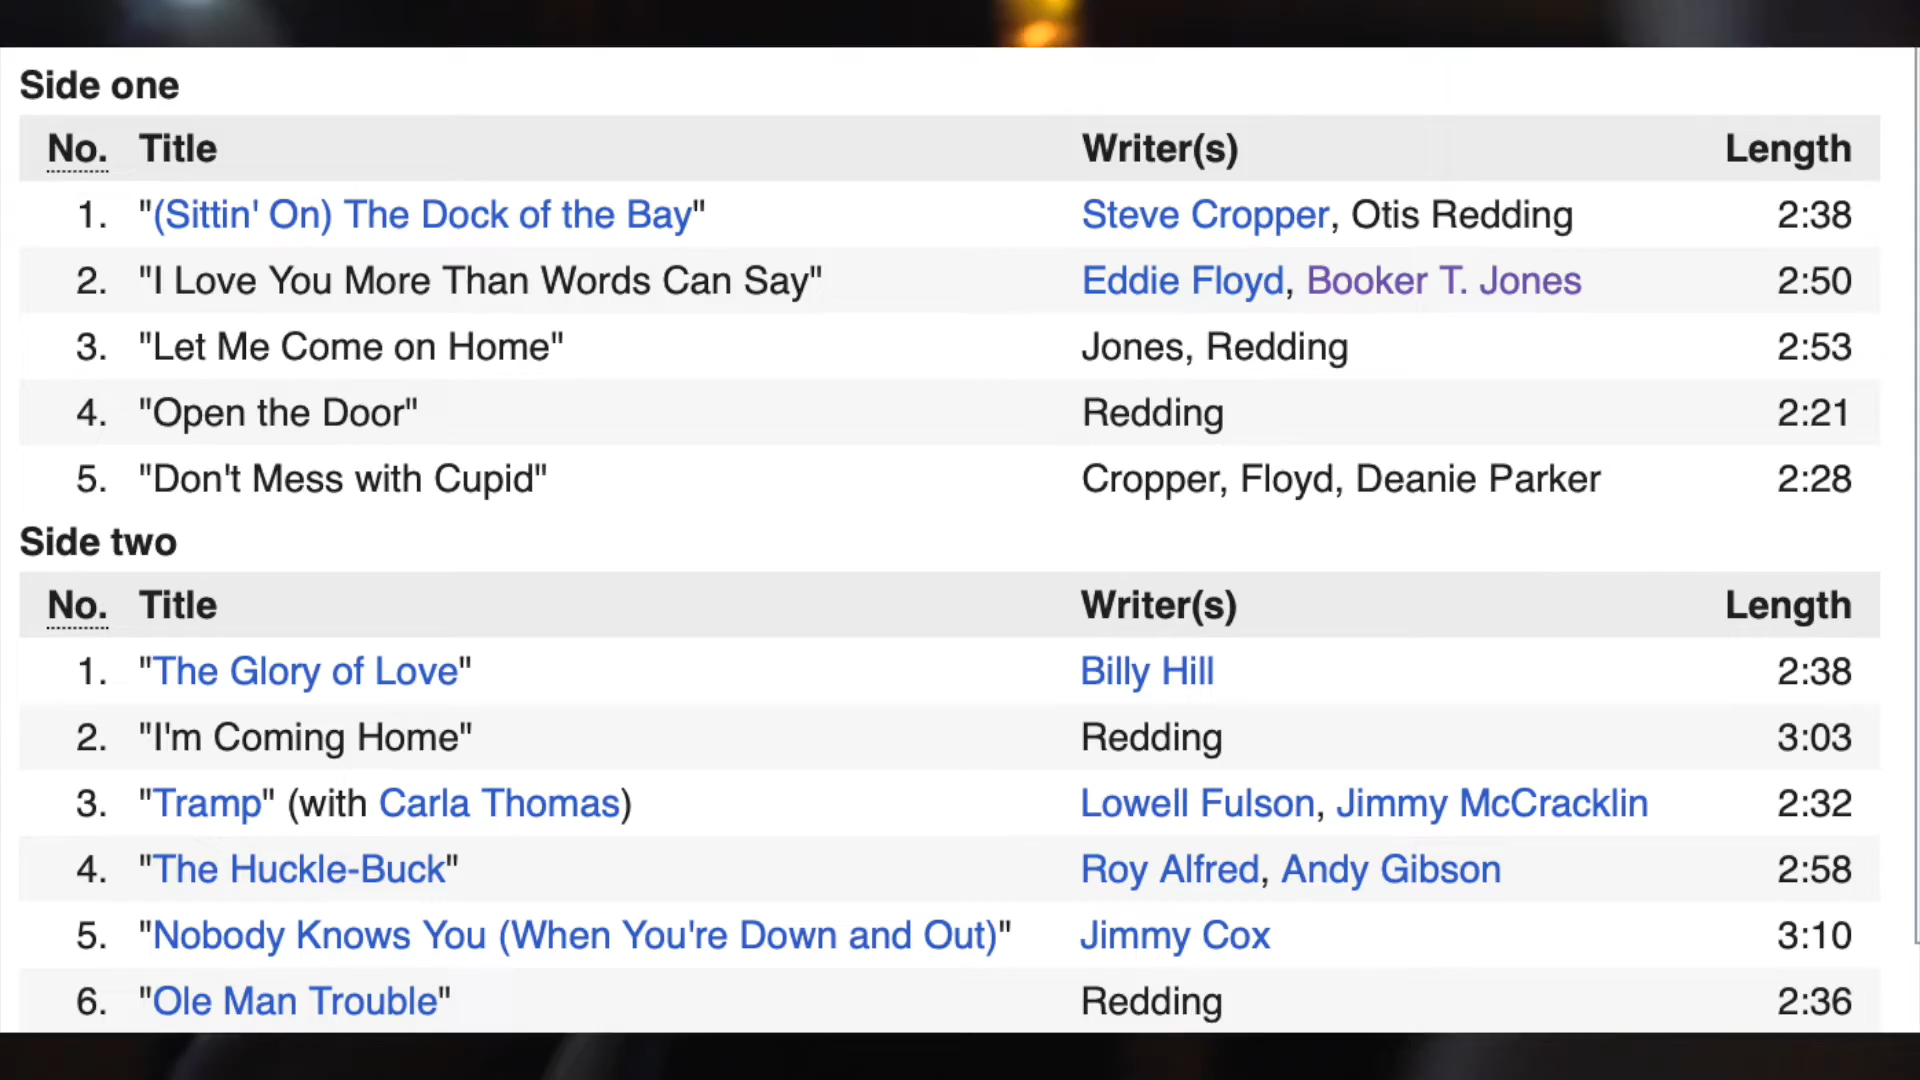 Side one
No. Title Writer(s) Length
1. "(Sittin' On) The Dock of the Bay" Steve Cropper, Otis Redding 2:38
2. "I Love You More Than Words Can Say" Eddie Floyd, Booker T. Jones 2:50
3. "Let Me Come on Home" Jones, Redding 2:53
4. "Open the Door" Redding 2:21
5. "Don't Mess with Cupid" Cropper, Floyd, Deanie Parker 2:28
Side two
No. Title Writer(s) Length
1. "The Glory of Love" Billy Hill 2:38
2. "I'm Coming Home" Redding 3:03
3. "Tramp" (with Carla Thomas) Lowell Fulson, Jimmy McCracklin 2:32
4. "The Huckle-Buck" Roy Alfred, Andy Gibson 2:58
5. "Nobody Knows You (When You're Down and Out)" Jimmy Cox 3:10
6. "Ole Man Trouble" Redding 2:36